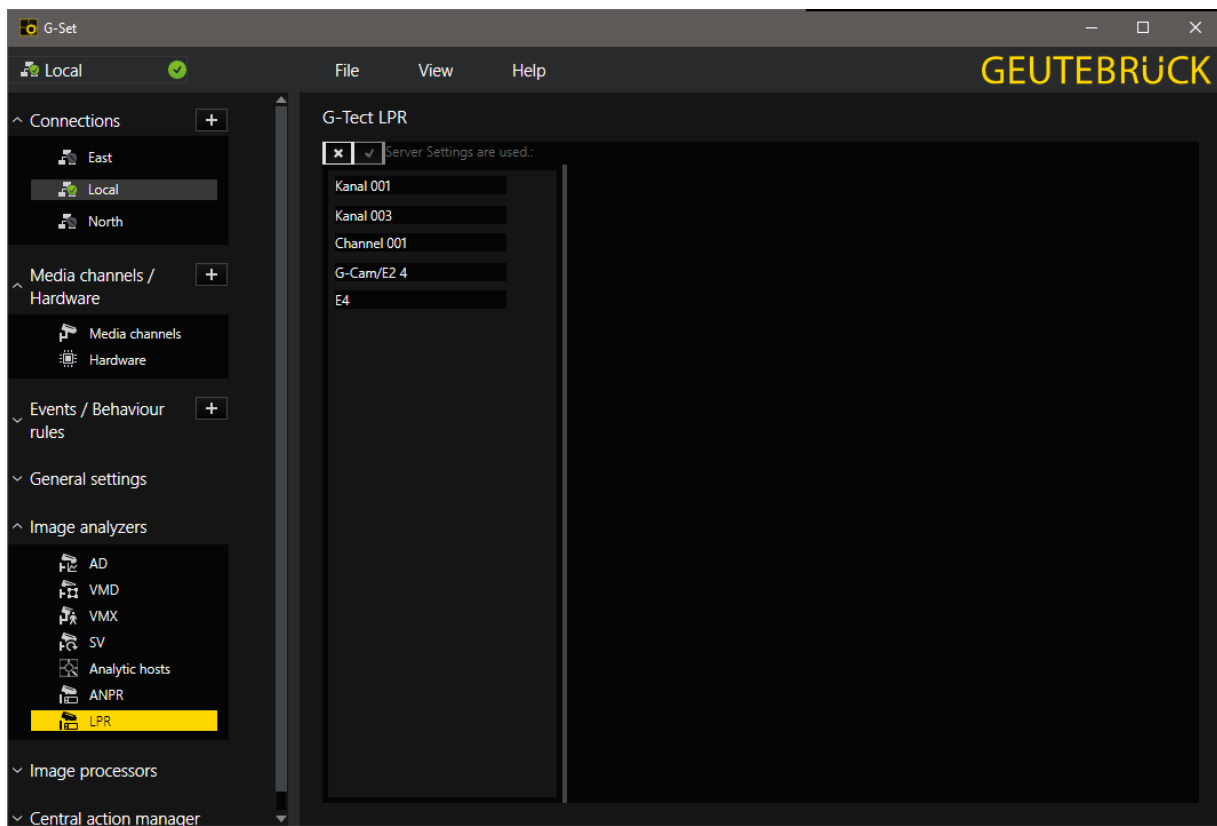 G-Set
Local
File View Help
GEUTEBRÜCK
Connections
East
Local
North
Media channels /
Hardware
Media channels
Hardware
Events / Behaviour
rules
General settings
Image analyzers
AD
VMD
VMX
SV
Analytic hosts
ANPR
LPR
Image processors
Central action manager
G-Tect LPR
Server Settings are used.:
Kanal 001
Kanal 003
Channel 001
G-Cam/E2 4
E4